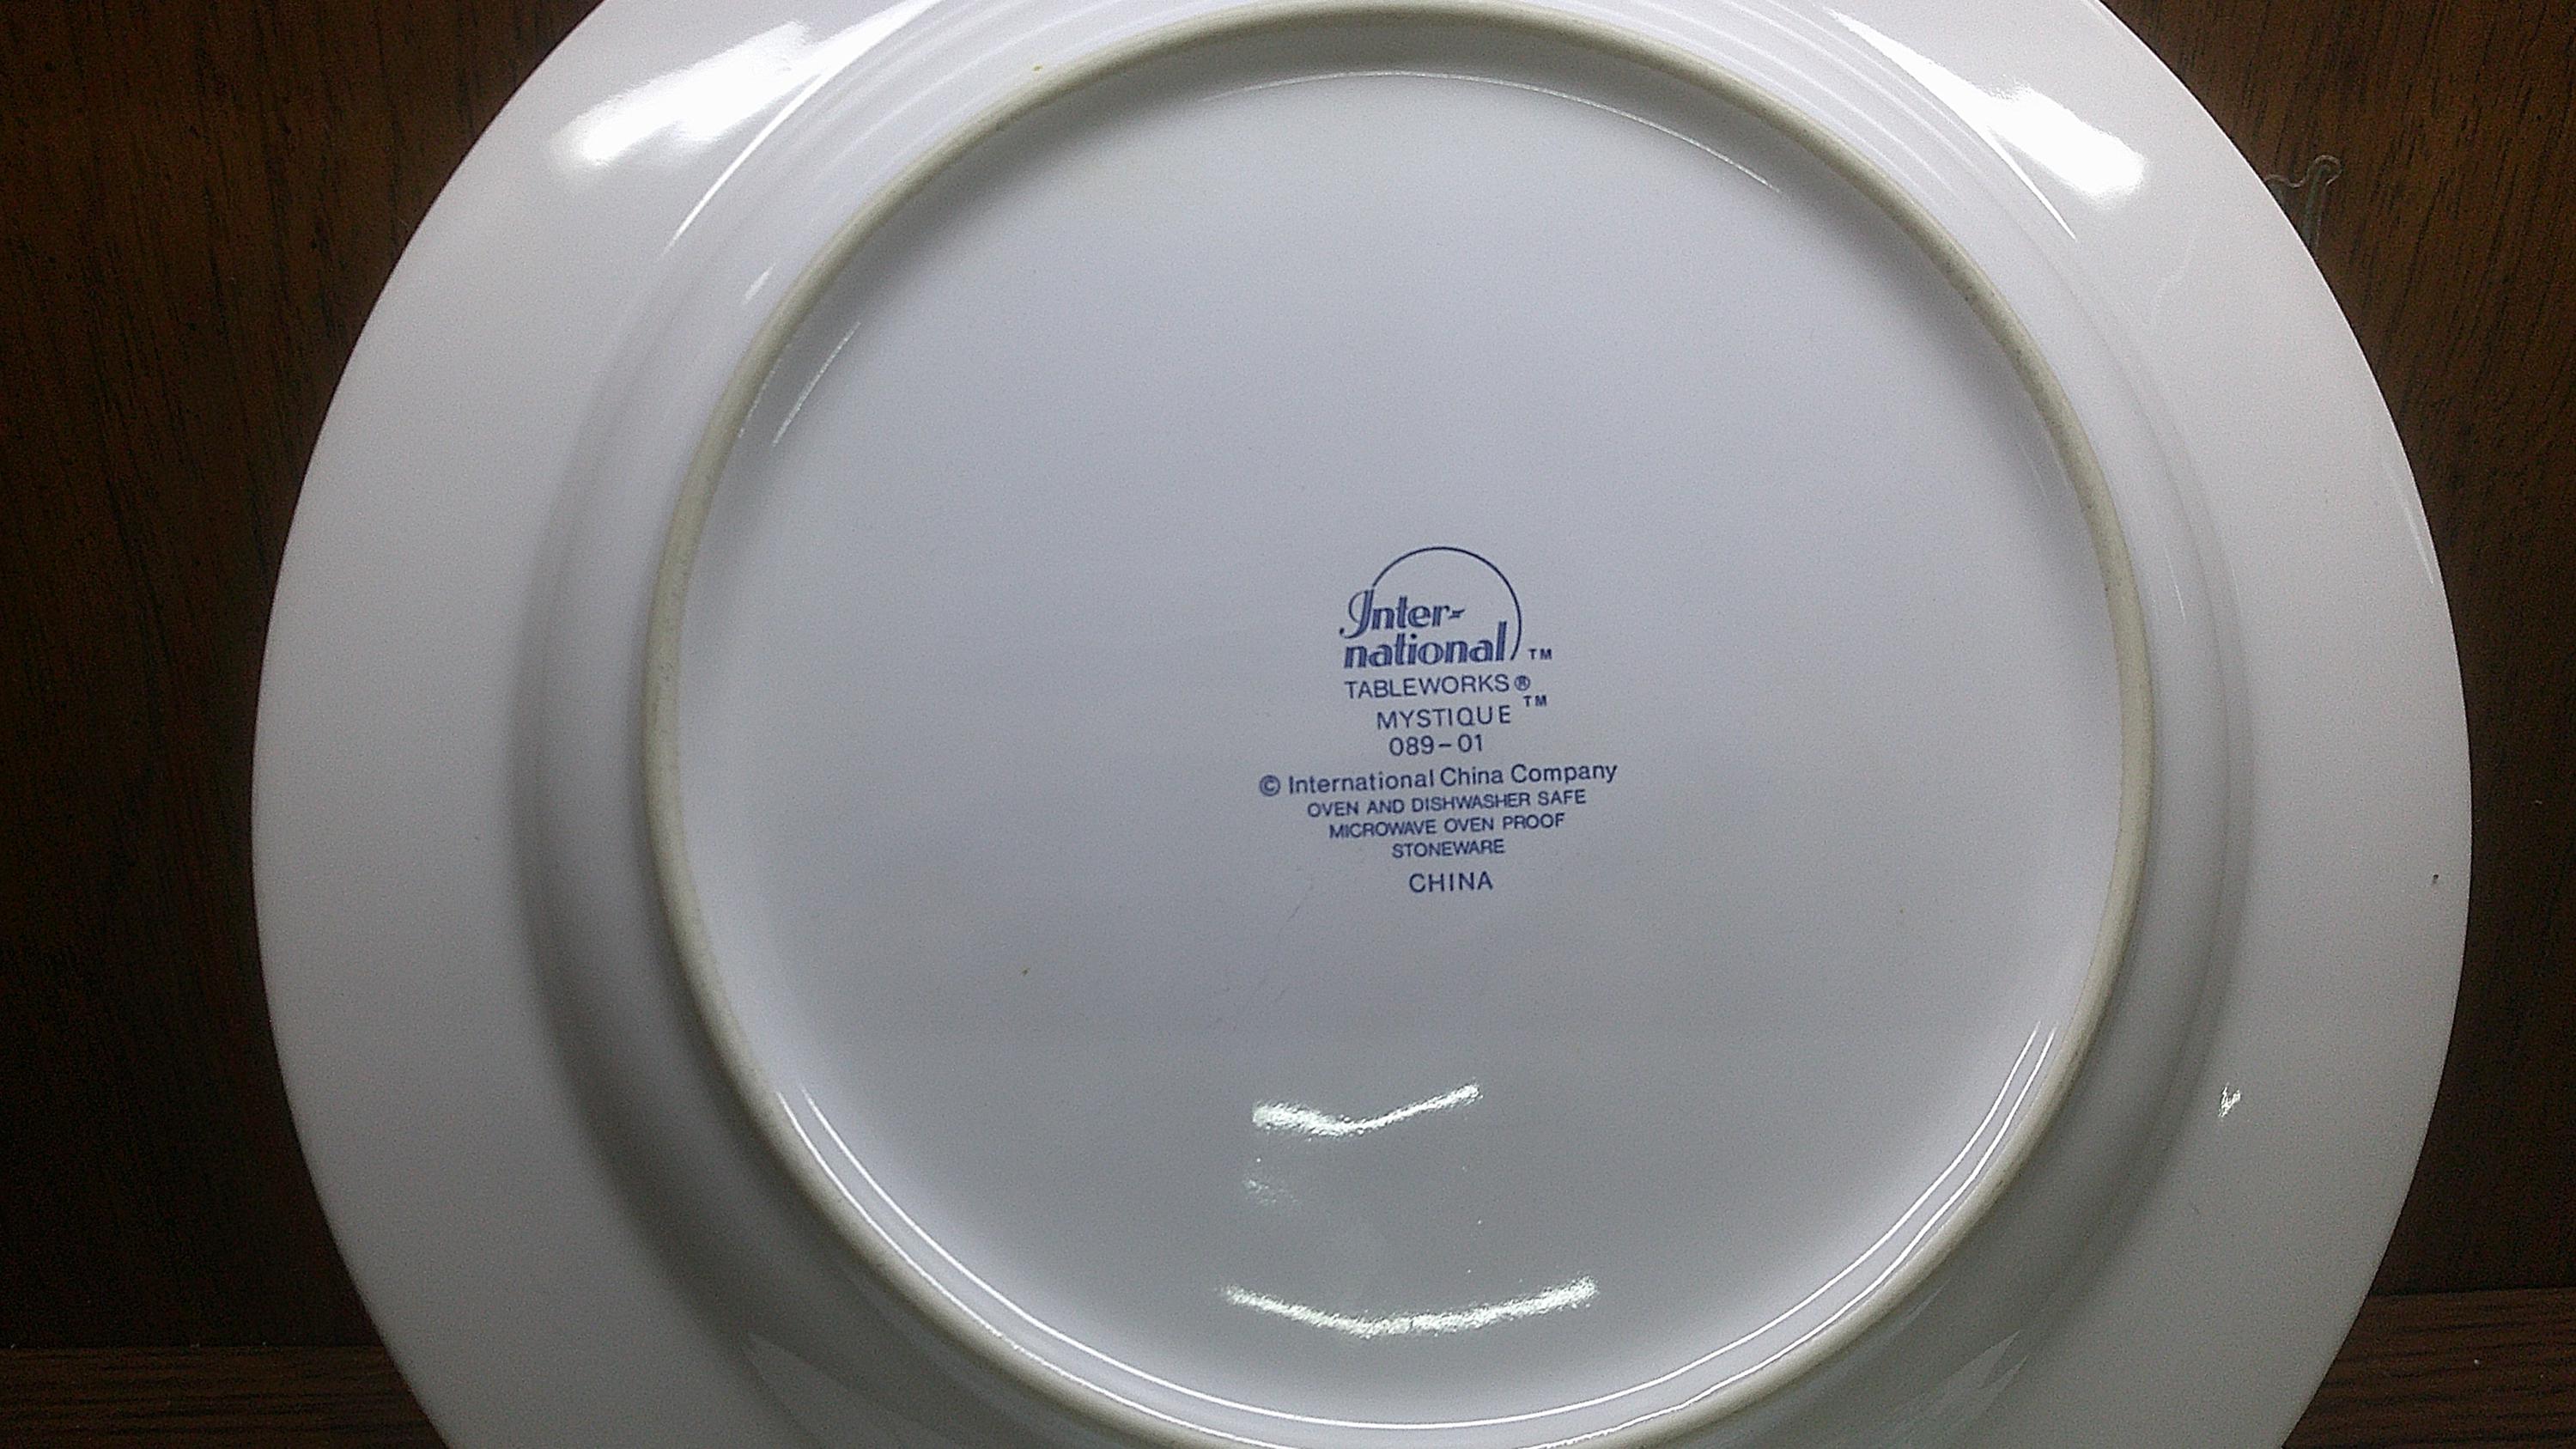 Inter-
national ™
TABLEWORKS®
MYSTIQUE ™
089-01
© International China Company
OVEN AND DISHWASHER SAFE
MICROWAVE OVEN PROOF
STONEWARE
CHINA